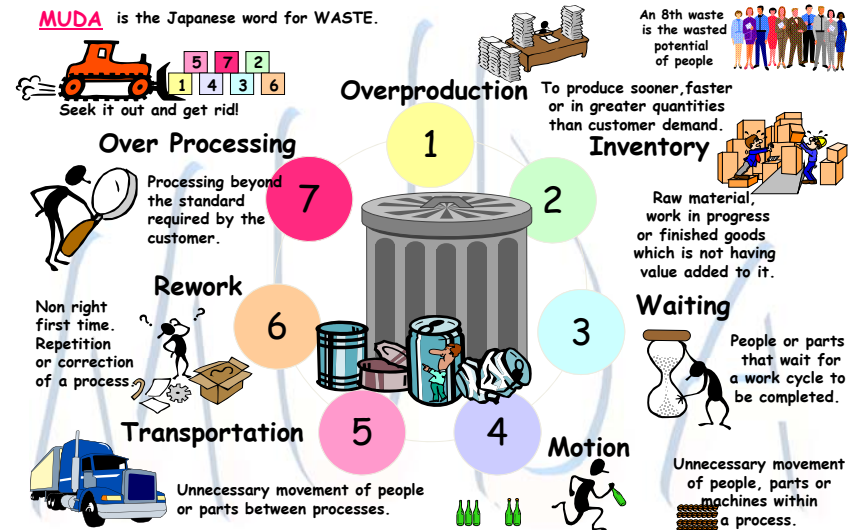 MUDA is the Japanese word for WASTE.
5 7 2
1 4 3 6
Seek it out and get rid!
An 8th waste
is the wasted
potential
of people
Overproduction
1
To produce sooner,faster
or in greater quantities
than customer demand.
Inventory
2
Raw material,
work in progress
or finished goods
which is not having
value added to it.
Waiting
3
People or parts
that wait for
a work cycle to
be completed.
Motion
4
Unnecessary movement
of people, parts or
machines within
a process.
Transportation
5
Unnecessary movement of people
or parts between processes.
Rework
6
Non right
first time.
Repetition
or correction
of a process.
? ?
Over Processing
7
Processing beyond
the standard
required by the
customer.